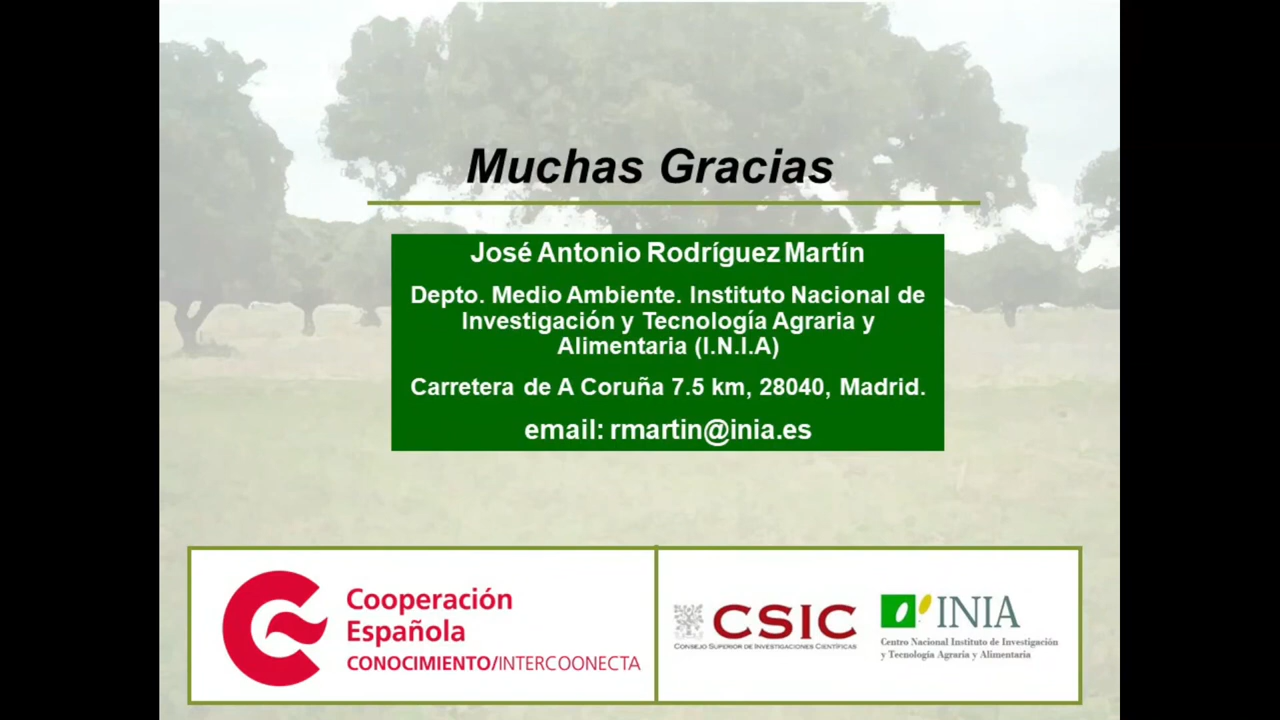 Muchas Gracias
José Antonio Rodríguez Martín
Depto. Medio Ambiente. Instituto Nacional de
Investigación y Tecnología Agraria y
Alimentaria (I.N.I.A)
Carretera de A Coruña 7.5 km, 28040, Madrid.
email: rmartin@inia.es
Cooperación
Española
CONOCIMIENTO/INTERCOONECTA
CSIC
CONSEJO SUPERIOR DE INVESTIGACIONES CIENTÍFICAS
INIA
Centro Nacional Instituto de Investigación
y Tecnología Agraria y Alimentaria